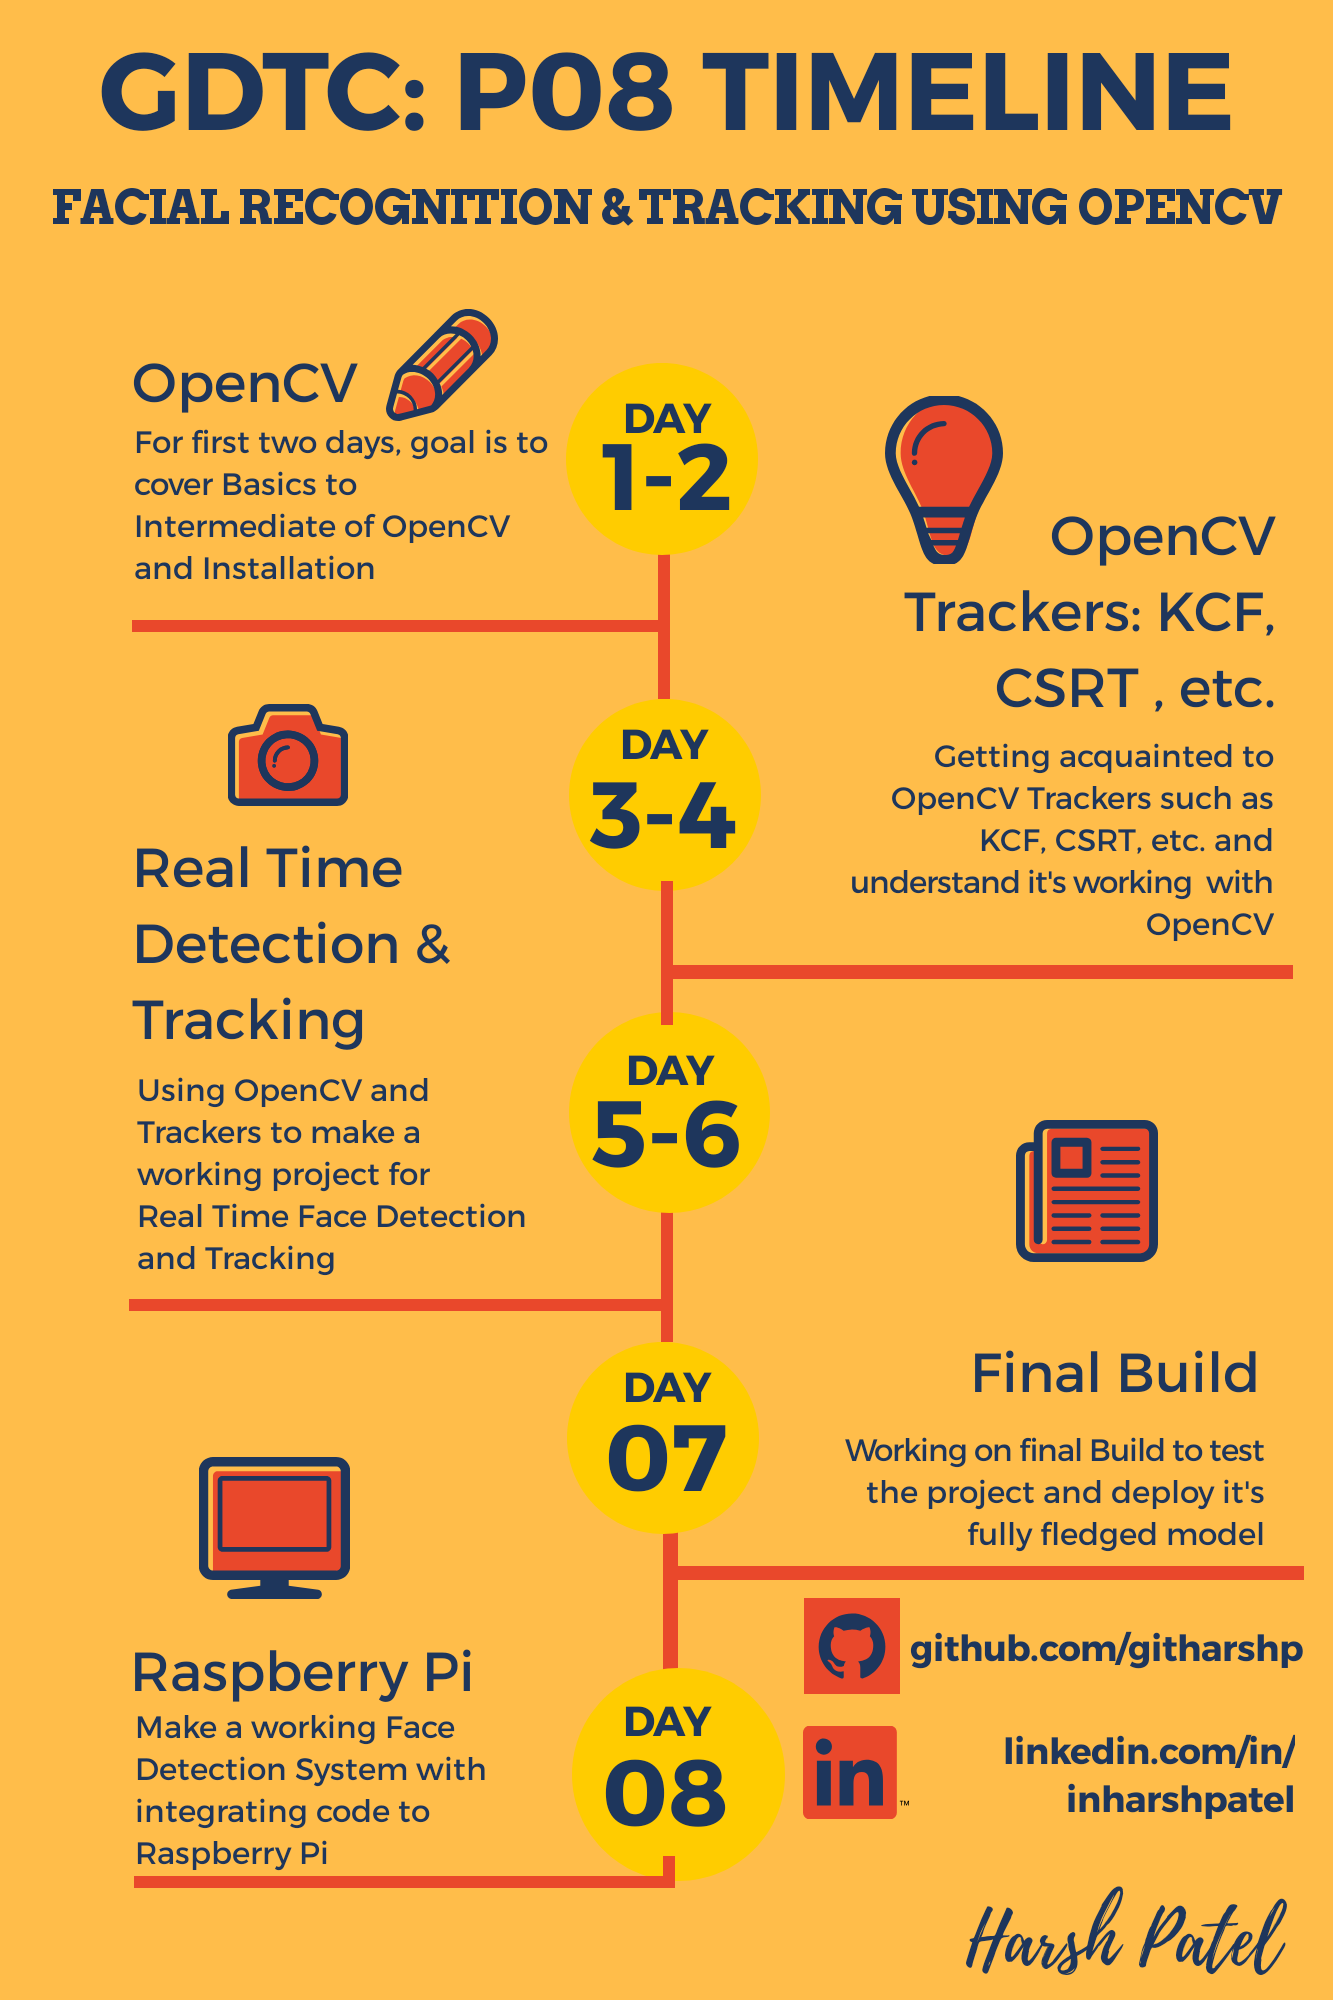 GDTC: P08 TIMELINE
FACIAL RECOGNITION & TRACKING USING OPENCV
OpenCV
For first two days, goal is to
cover Basics to
Intermediate of OpenCV
and Installation
DAY
1-2
OpenCV
Trackers: KCF,
CSRT , etc.
Getting acquainted to
OpenCV Trackers such as
KCF, CSRT, etc. and
understand it's working  with
OpenCV
DAY
3-4
Real Time
Detection &
Tracking
Using OpenCV and
Trackers to make a
working project for
Real Time Face Detection
and Tracking
DAY
5-6
Final Build
Working on final Build to test
the project and deploy it's
fully fledged model
DAY
07
Raspberry Pi
Make a working Face
Detection System with
integrating code to
Raspberry Pi
DAY
08
github.com/githarshp
in™
linkedin.com/in/
inharshpatel
Harsh Patel